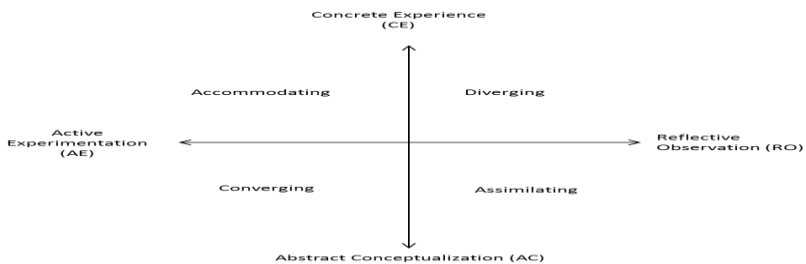 Concrete Experience
(CE)
Accommodating
Diverging
Active
Experimentation
(AE)
Reflective
Observation (RO)
Converging
Assimilating
Abstract Conceptualization (AC)